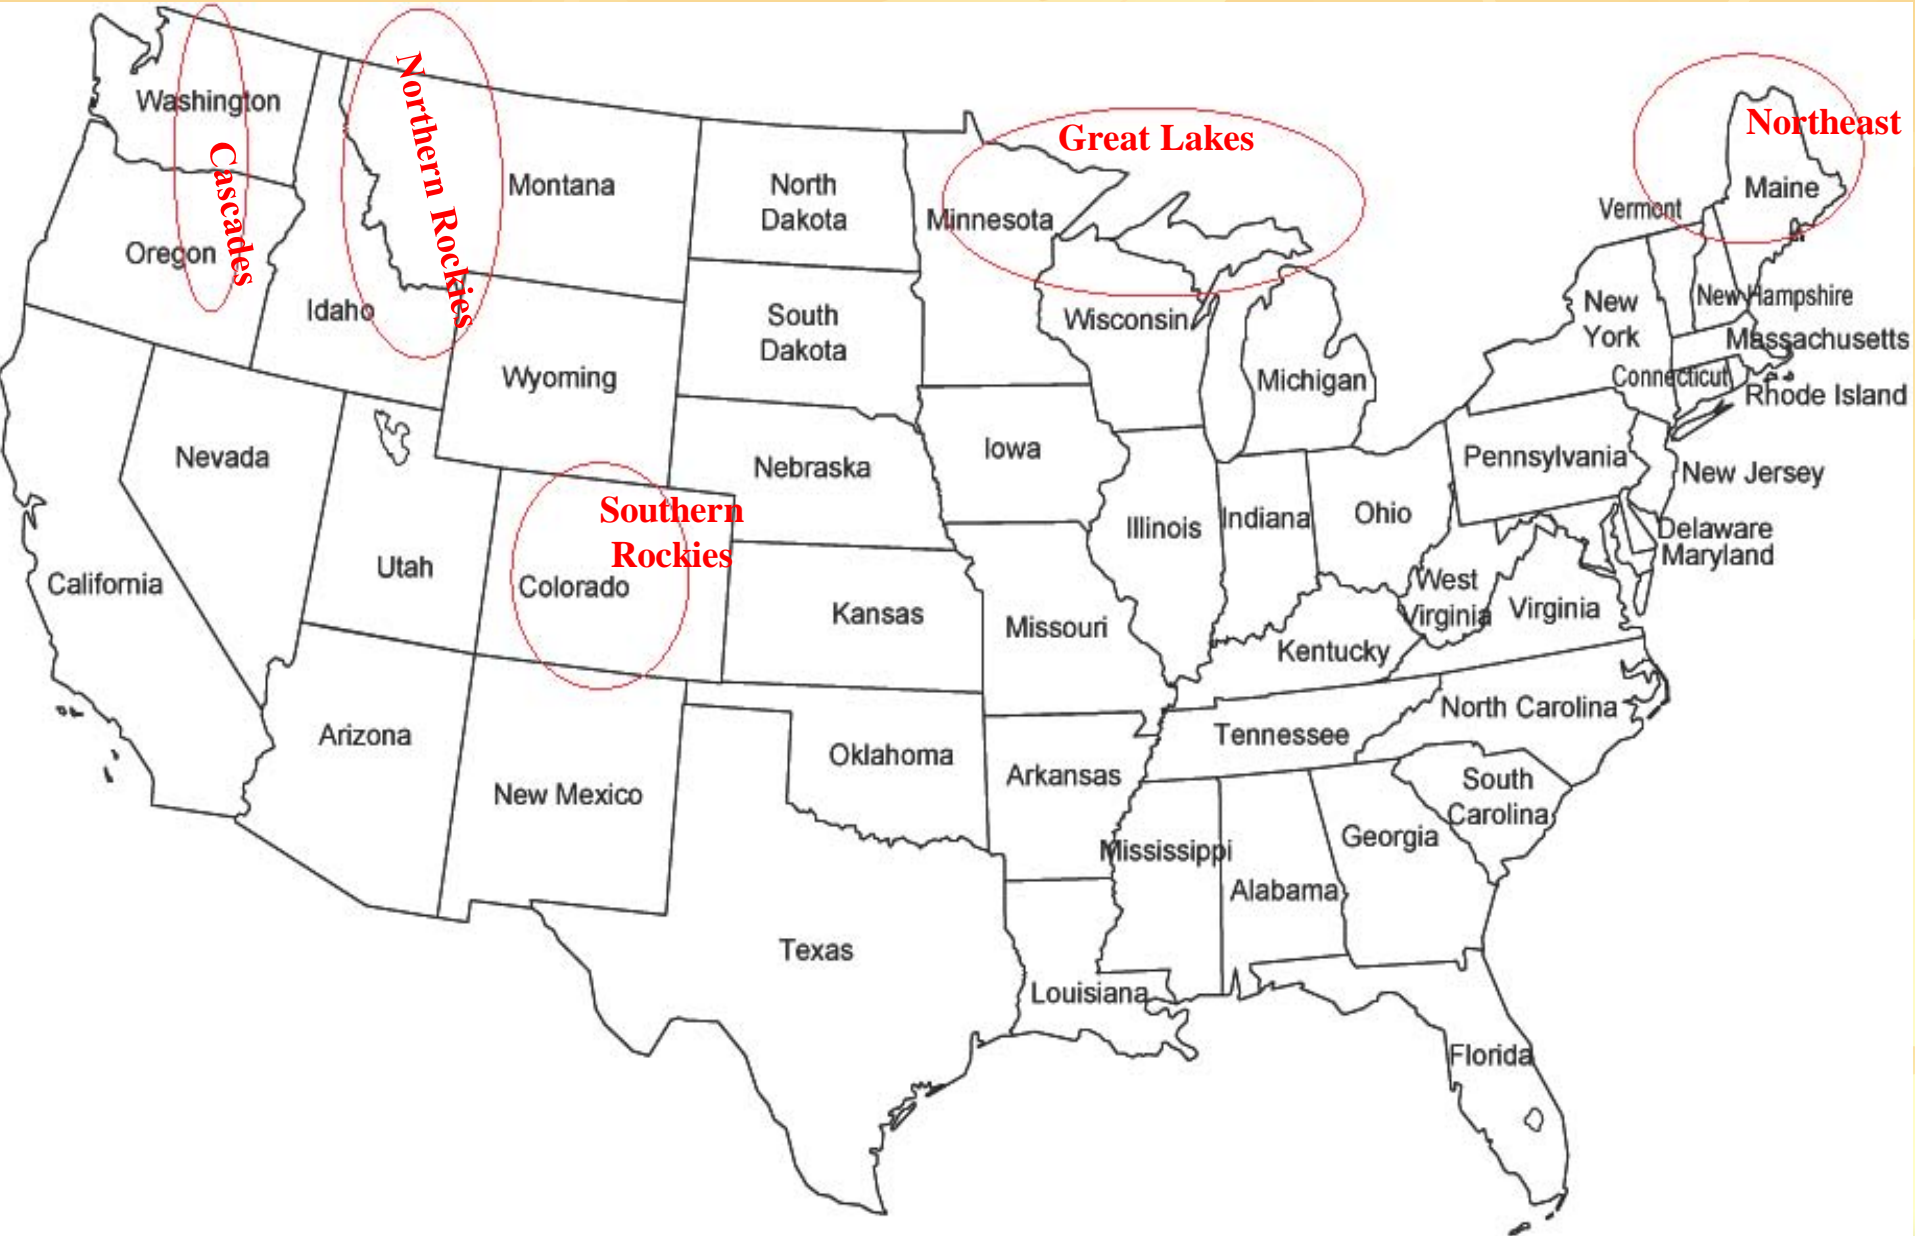 Northern Rockies
Cascades
Great Lakes
Northeast
Southern
Rockies
Washington
Montana
North
Dakota
Minnesota
Maine
Vermont
Oregon
Idaho
South
Dakota
Wisconsin
New
York
New Hampshire
Massachusetts
Wyoming
Michigan
Connecticut
Rhode Island
Nevada
Nebraska
Iowa
Pennsylvania
New Jersey
Utah
Colorado
Illinois
Indiana
Ohio
Delaware
Maryland
California
Kansas
Missouri
West
Virginia
Virginia
Kentucky
Arizona
New Mexico
Oklahoma
Arkansas
Tennessee
North Carolina
South
Carolina
Mississippi
Alabama
Georgia
Texas
Louisiana
Florida